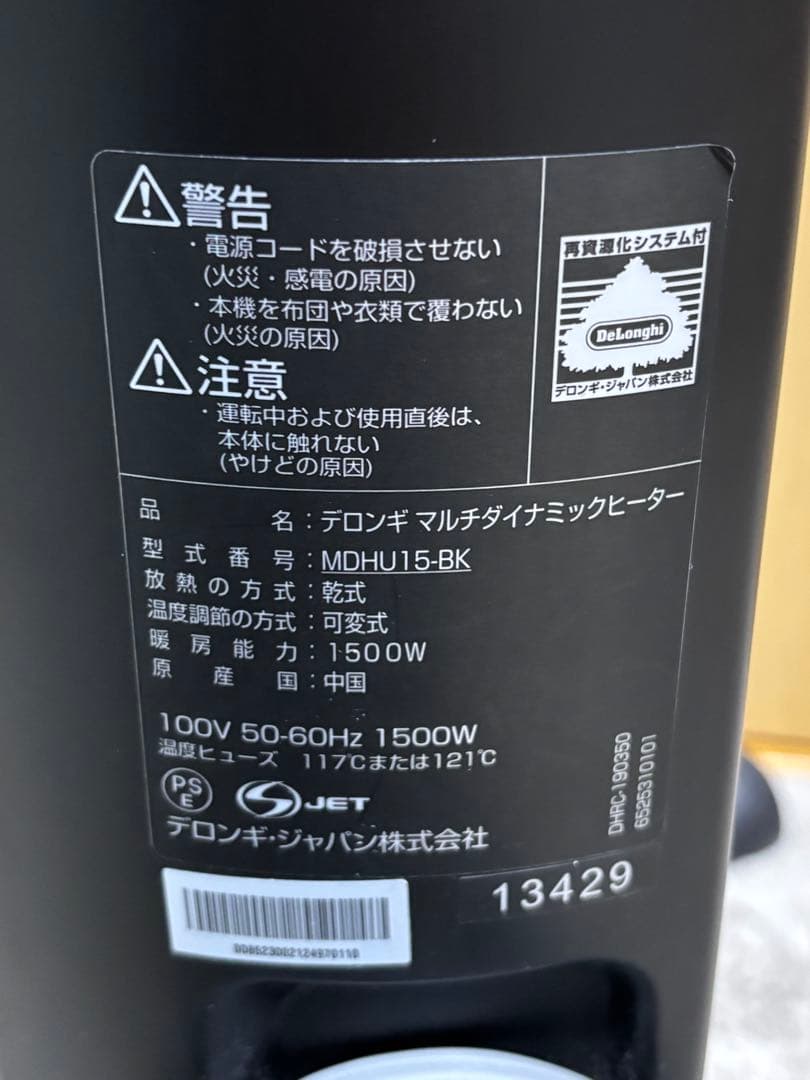 警告
・電源コードを破損させない
(火災・感電の原因)
・本機を布団や衣類で覆わない
(火災の原因)
注意
・運転中および使用直後は、
本体に触れない
(やけどの原因)
再資源化システム付
DeLonghi
デロンギ・ジャパン株式会社
品名:デロンギ マルチダイナミックヒーター
型式番号:MDHU15-BK
放熱の方式:乾式
温度調節の方式:可変式
暖房能力:1500W
原産国:中国
100V 50-60Hz 1500W
温度ヒューズ 117℃または121℃
PSE JET
デロンギ・ジャパン株式会社
DHRC-190350
6525310101
13429